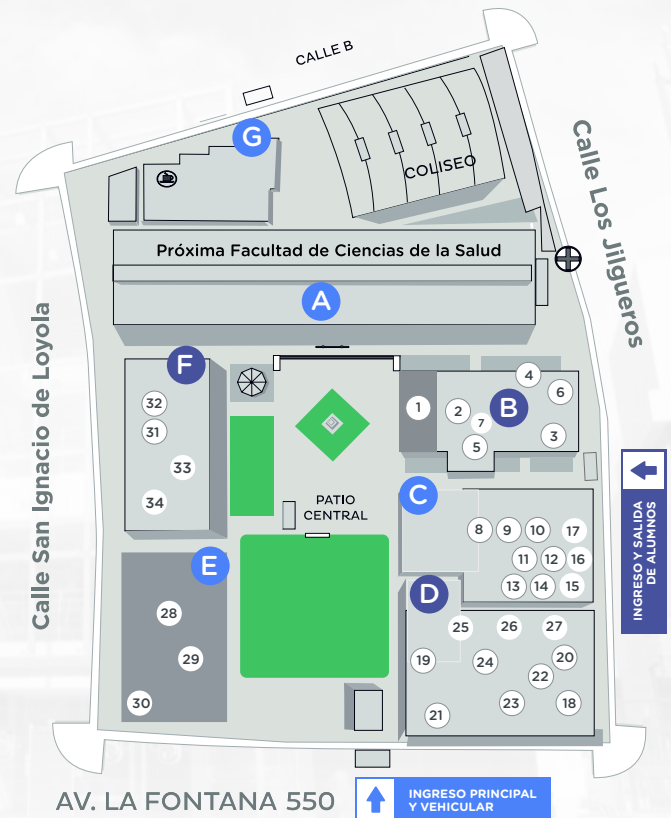 CALLE B
G
COLISEO
Calle Los Jilgueros
Próxima Facultad de Ciencias de la Salud
A
Calle San Ignacio de Loyola
F
32
31
33
34
1
2
7
5
B
4
6
3
PATIO
CENTRAL
C
8
9
10
17
11
12
16
13
14
15
INGRESO Y SALIDA
DE ALUMNOS
E
28
29
30
D
25
26
27
19
24
20
22
21
23
18
AV. LA FONTANA 550
INGRESO PRINCIPAL
Y VEHICULAR